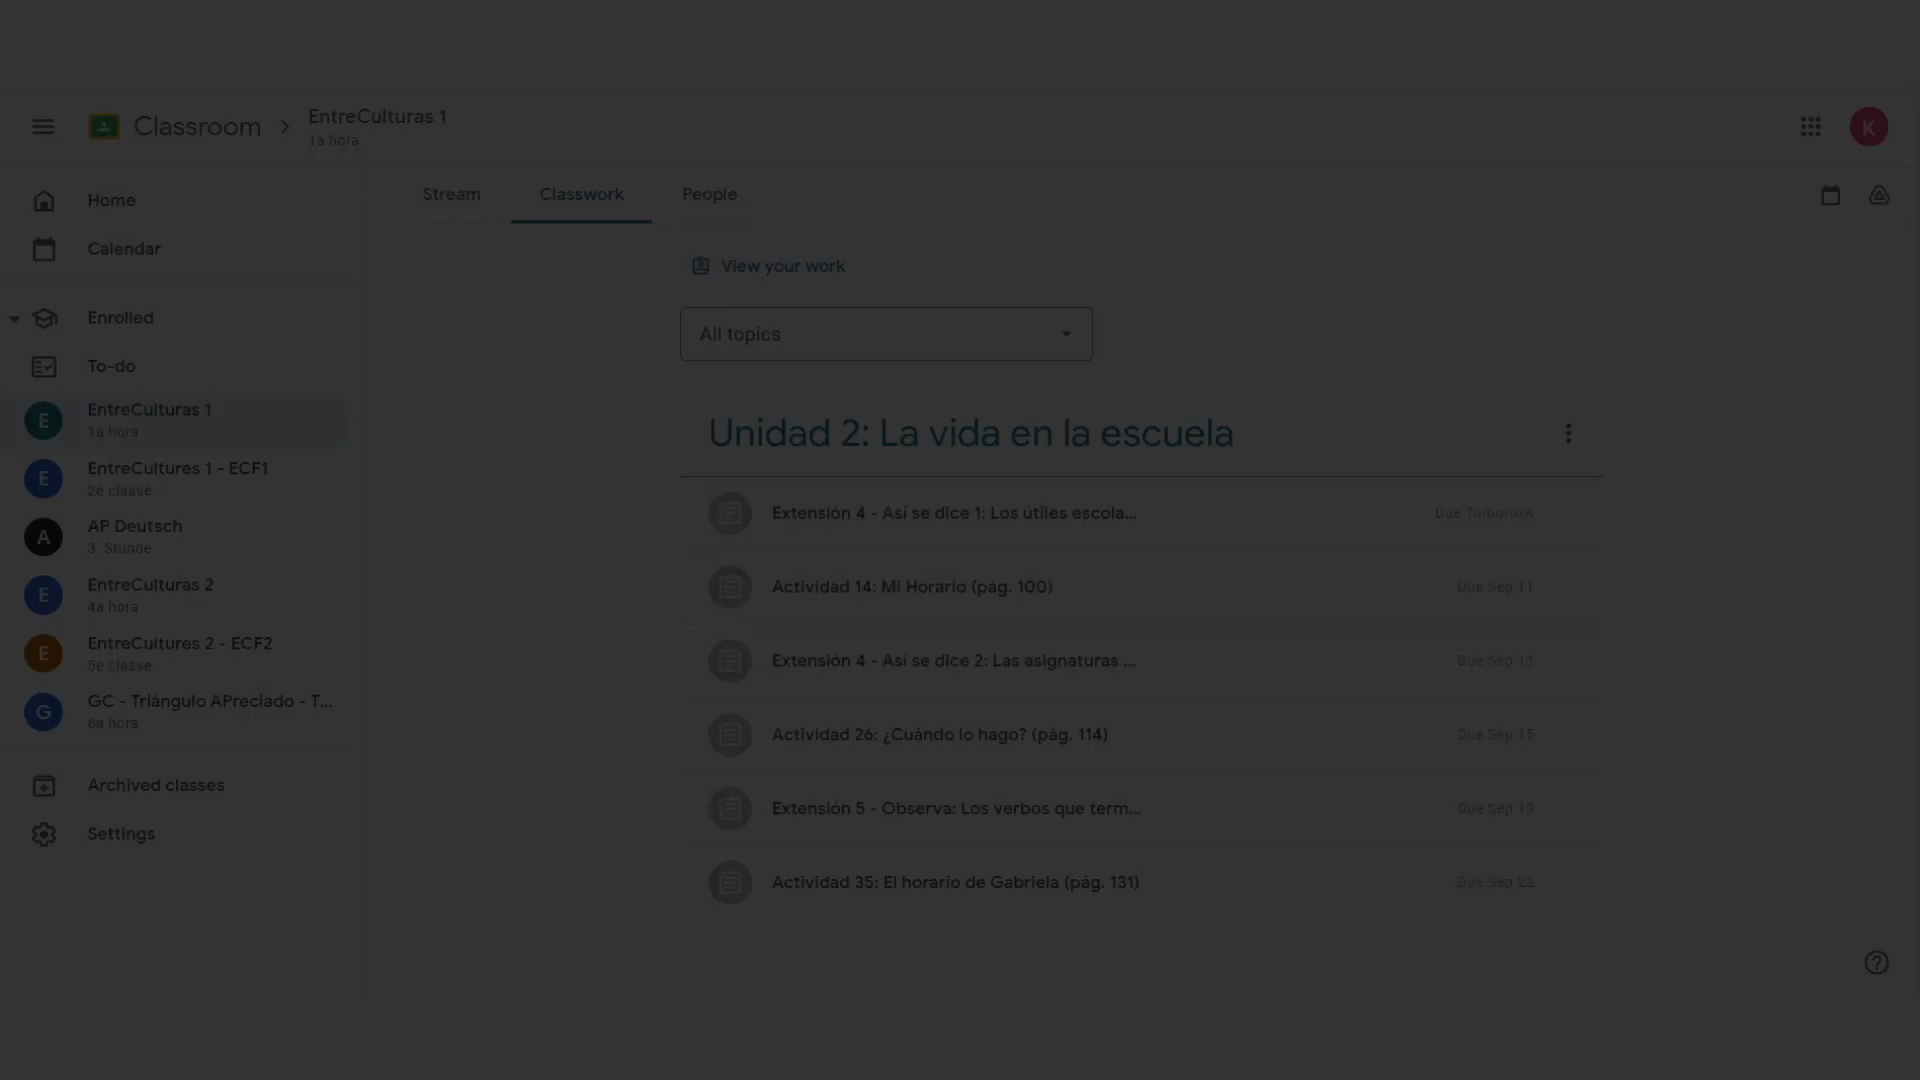 Classroom
EntreCulturas 1
1a hora
K
Home
Calendar
Enrolled
To-do
E
EntreCulturas 1
1a hora
E
EntreCultures 1 - ECF1
2e classe
A
AP Deutsch
3. Stunde
E
EntreCulturas 2
4a hora
E
EntreCultures 2 - ECF2
5e classe
G
GC - Triángulo APreciado - T...
6a hora
Archived classes
Settings
Stream
Classwork
People
View your work
All topics
Unidad 2: La vida en la escuela
Extensión 4 - Así se dice 1: Los útiles escola...
Due Tomorrow
Actividad 14: Mi Horario (pág. 100)
Due Sep 11
Extensión 4 - Así se dice 2: Las asignaturas ...
Due Sep 13
Actividad 26: ¿Cuándo lo hago? (pág. 114)
Due Sep 15
Extensión 5 - Observa: Los verbos que term...
Due Sep 19
Actividad 35: El horario de Gabriela (pág. 131)
Due Sep 22